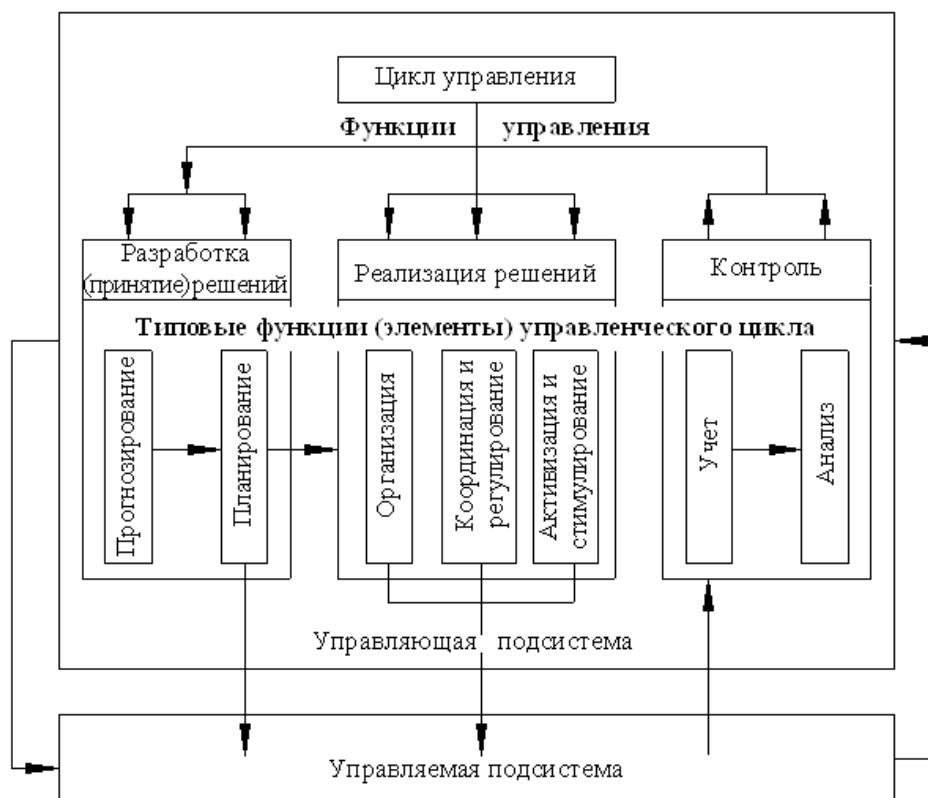 Цикл управления
Функции управления
Разработка
(принятие)решений
Реализация решений
Контроль
Типовые функции (элементы) управленческого цикла
Прогнозирование
Планирование
Организация
Координация и
регулирование
Активизация и
стимулирование
Учет
Анализ
Управляющая подсистема
Управляемая подсистема